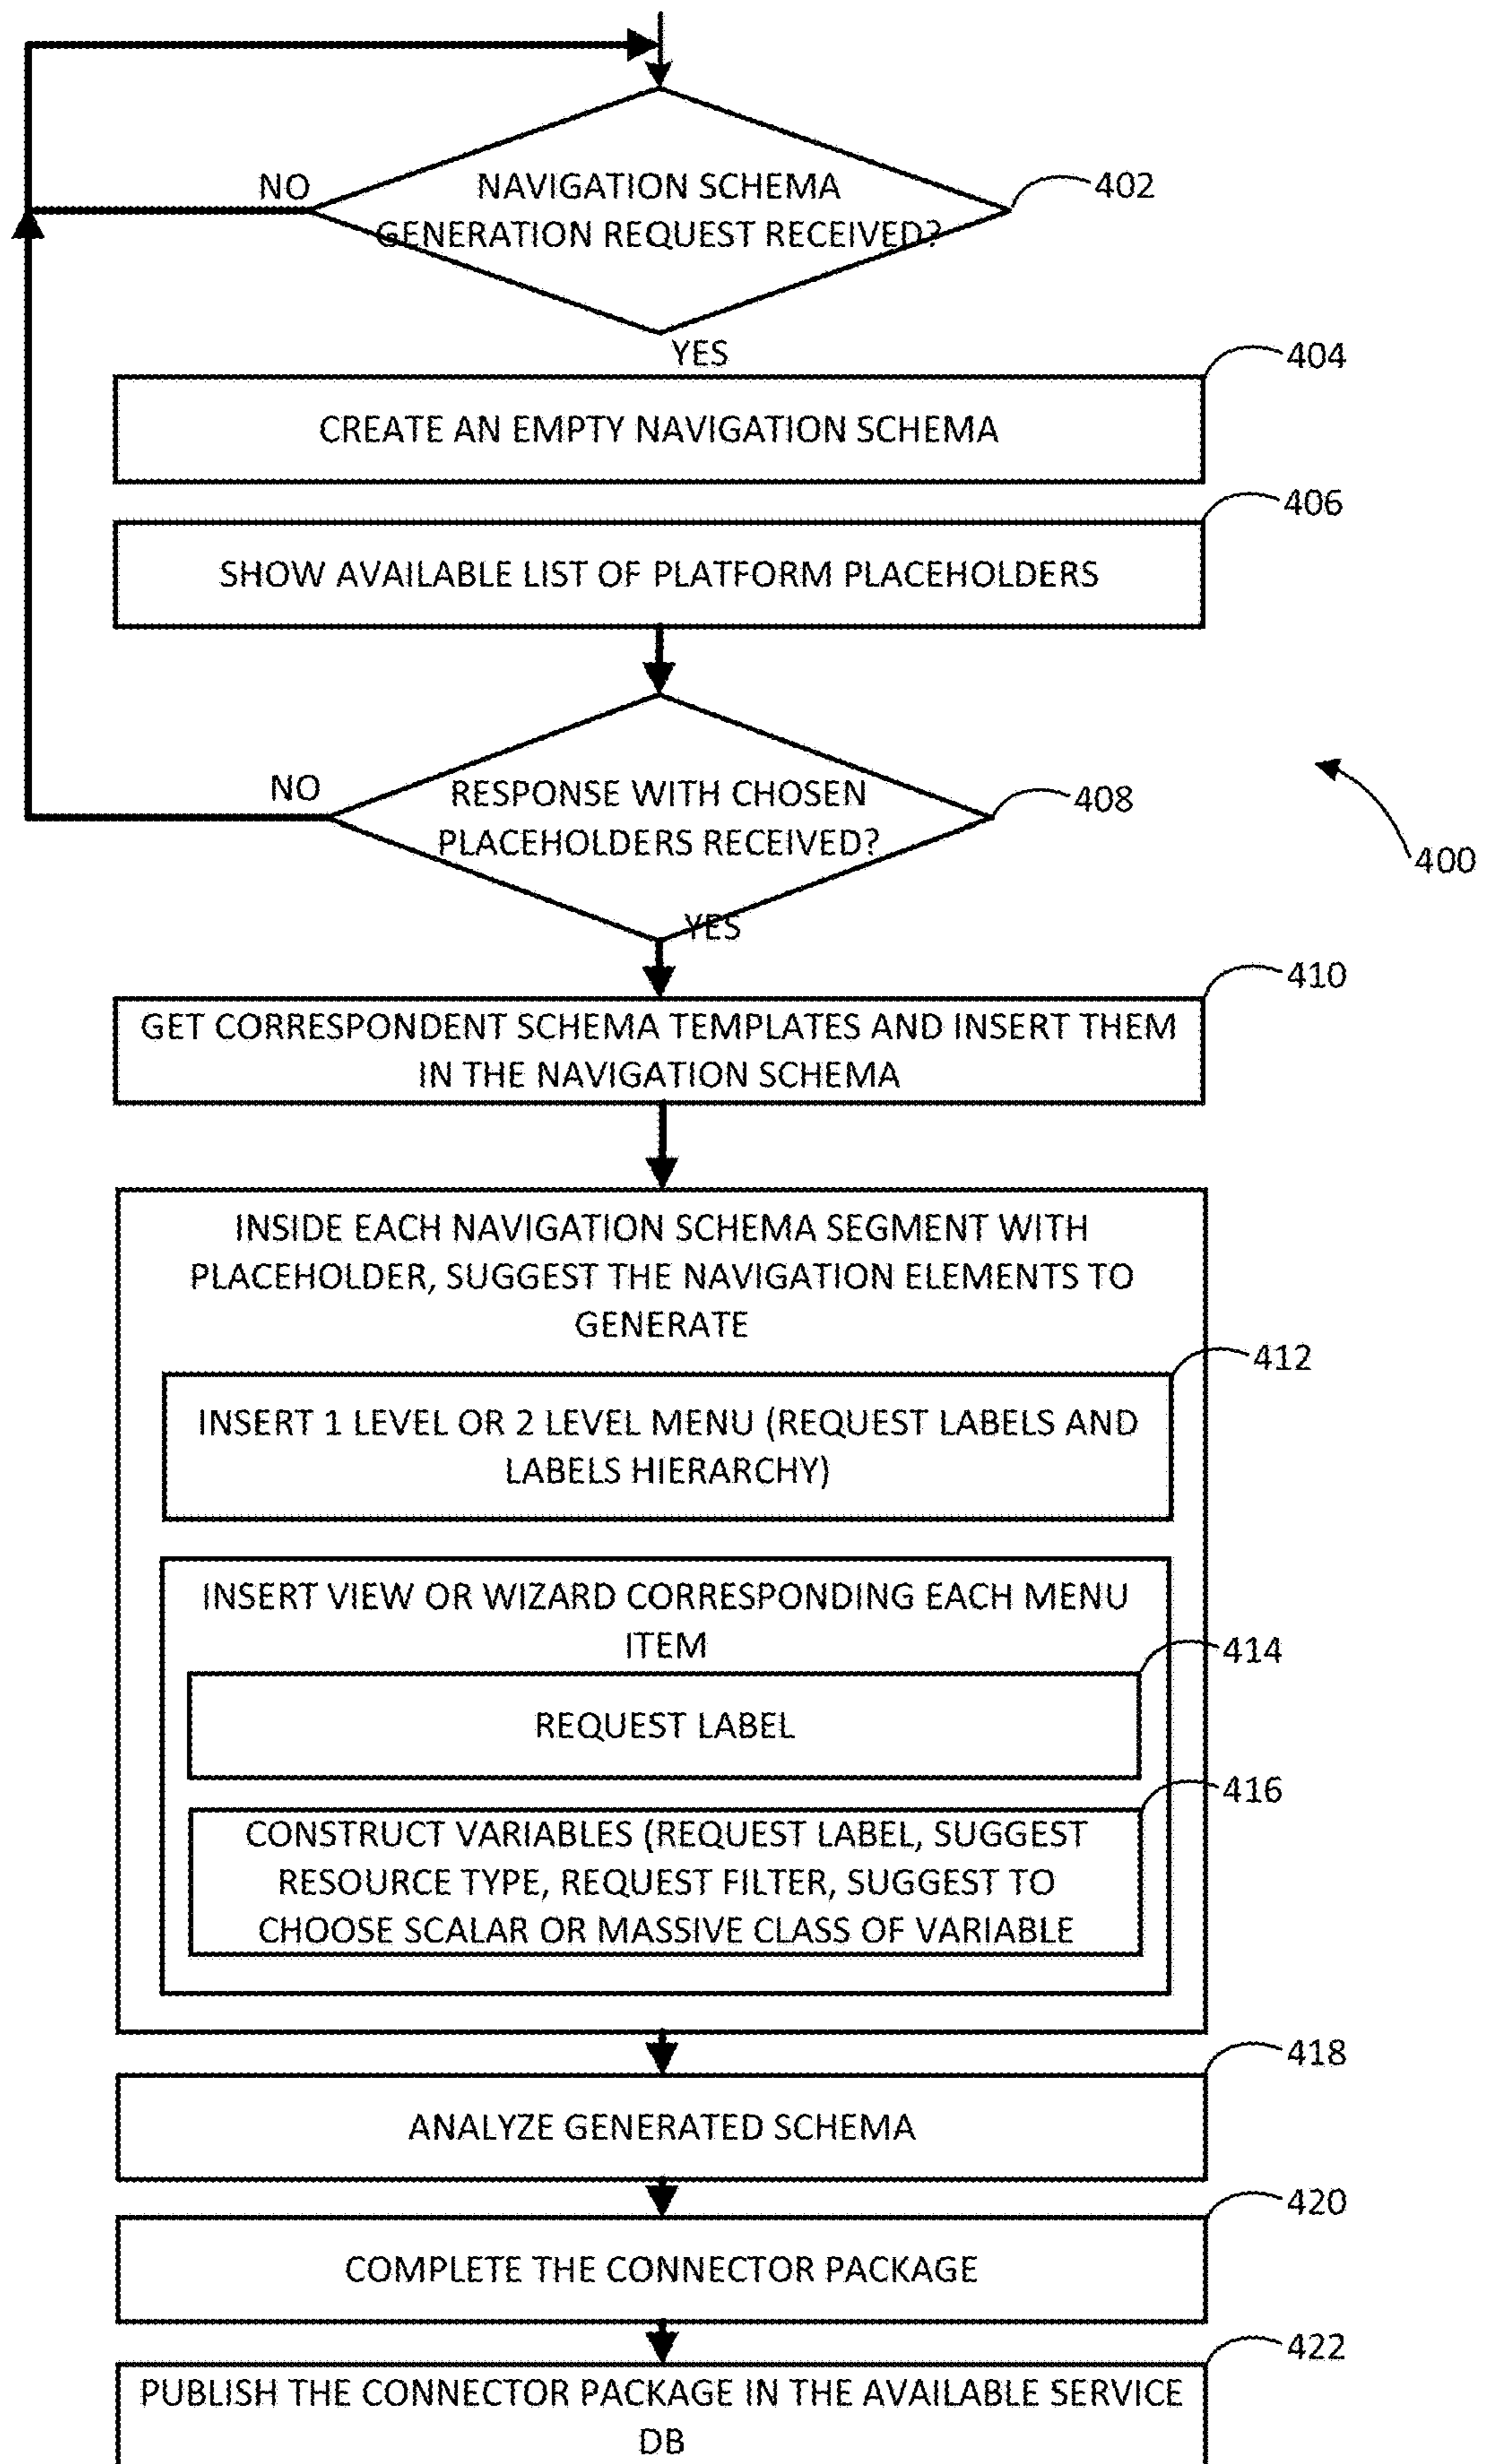 NO
NAVIGATION SCHEMA
GENERATION REQUEST RECEIVED?
402
YES
404
CREATE AN EMPTY NAVIGATION SCHEMA
406
SHOW AVAILABLE LIST OF PLATFORM PLACEHOLDERS
NO
RESPONSE WITH CHOSEN
PLACEHOLDERS RECEIVED?
408
400
YES
410
GET CORRESPONDENT SCHEMA TEMPLATES AND INSERT THEM
IN THE NAVIGATION SCHEMA
INSIDE EACH NAVIGATION SCHEMA SEGMENT WITH
PLACEHOLDER, SUGGEST THE NAVIGATION ELEMENTS TO
GENERATE
412
INSERT 1 LEVEL OR 2 LEVEL MENU (REQUEST LABELS AND
LABELS HIERARCHY)
INSERT VIEW OR WIZARD CORRESPONDING EACH MENU
ITEM
414
REQUEST LABEL
416
CONSTRUCT VARIABLES (REQUEST LABEL, SUGGEST
RESOURCE TYPE, REQUEST FILTER, SUGGEST TO
CHOOSE SCALAR OR MASSIVE CLASS OF VARIABLE
418
ANALYZE GENERATED SCHEMA
420
COMPLETE THE CONNECTOR PACKAGE
422
PUBLISH THE CONNECTOR PACKAGE IN THE AVAILABLE SERVICE
DB